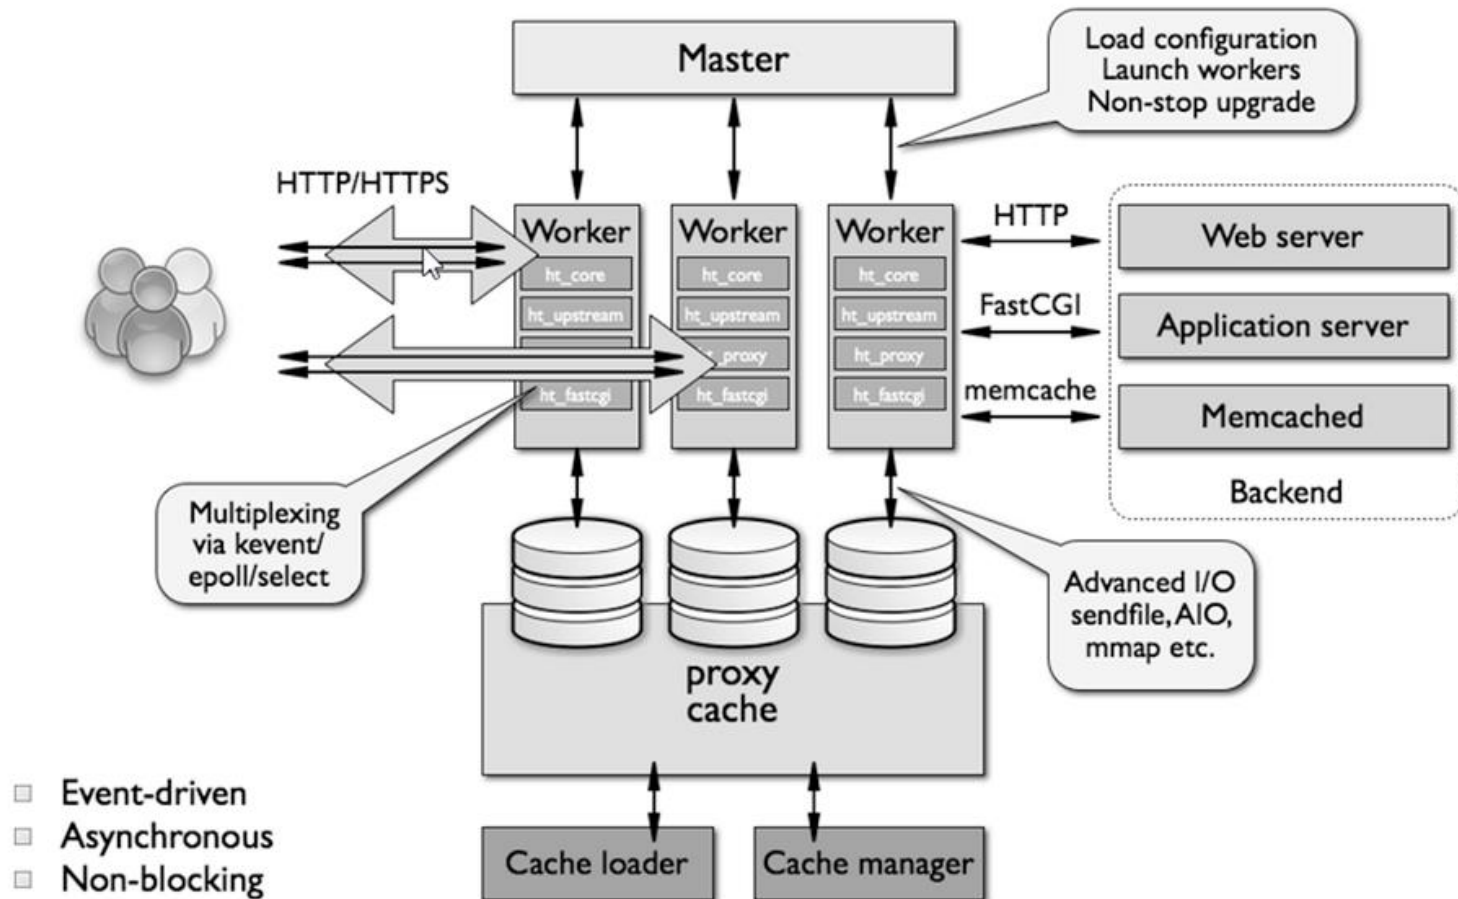 Master
Load configuration
Launch workers
Non-stop upgrade
HTTP/HTTPS
Worker
ht_core
ht_upstream
ht_fastcgi
Worker
ht_core
ht_upstream
ht_proxy
ht_fastcgi
Worker
ht_core
ht_upstream
ht_proxy
ht_fastcgi
HTTP
FastCGI
memcache
Web server
Application server
Memcached
Backend
Multiplexing
via kevent/
epoll/select
Advanced I/O
sendfile, AIO,
mmap etc.
proxy
cache
Cache loader
Cache manager
Event-driven
Asynchronous
Non-blocking